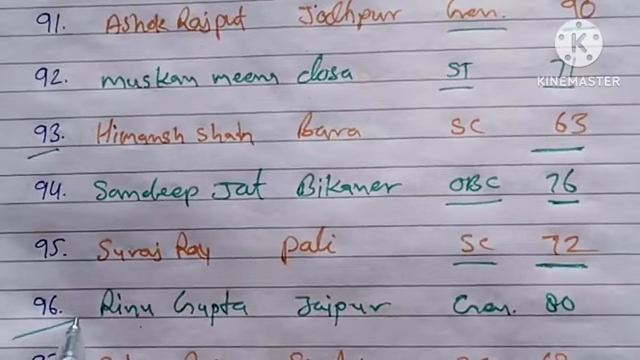 91. Ashok Rajput Jodhpur Gen. 90
92. Muskan meena dosa ST
93. Himansh Shah Bara SC 63
94. Sandeep Jat Bikaner OBC 76
95. Suraj Ray pali SC 72
96. Rinu Gupta Jaipur Gen. 80
KINEMASTER